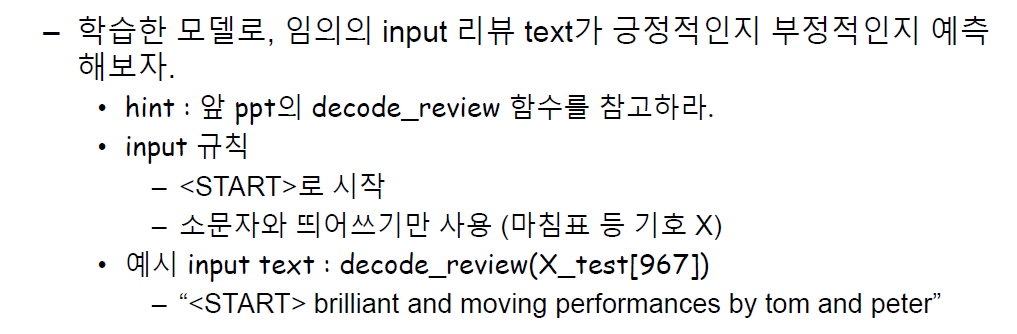 – 학습한 모델로, 임의의 input 리뷰 text가 긍정적인지 부정적인지 예측
해보자.
• hint : 앞 ppt의 decode_review 함수를 참고하라.
• input 규칙
– <START>로 시작
– 소문자와 띄어쓰기만 사용 (마침표 등 기호 X)
• 예시 input text : decode_review(X_test[967])
– “<START> brilliant and moving performances by tom and peter”